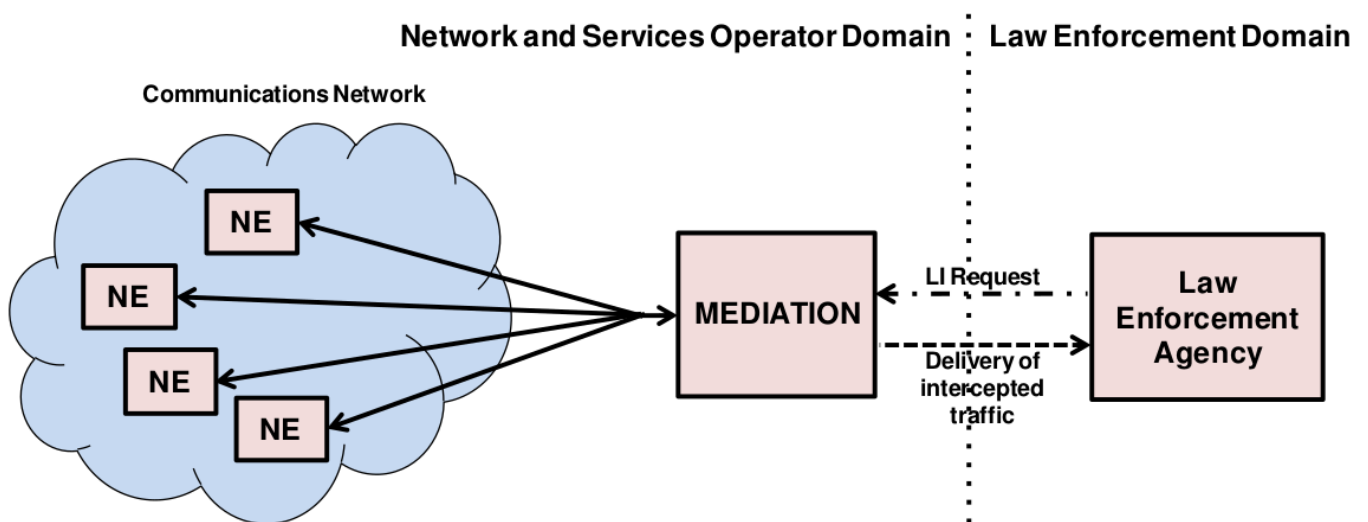 Network and Services Operator Domain
Law Enforcement Domain
Communications Network
NE
NE
NE
NE
MEDIATION
LI Request
Delivery of
intercepted
traffic
Law
Enforcement
Agency